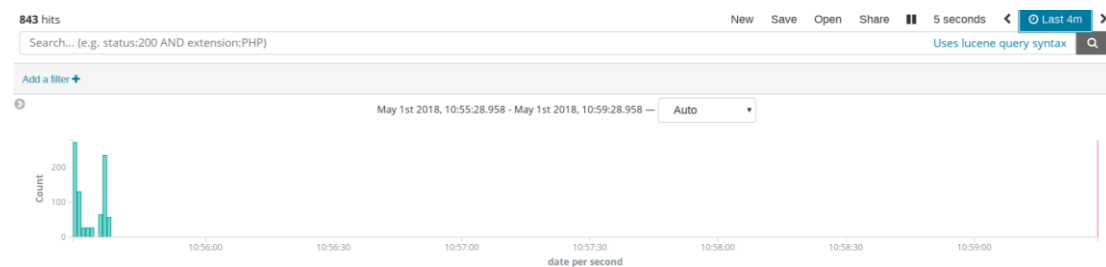 843 hits New Save Open Share 5 seconds Last 4m
Search... (e.g. status:200 AND extension:PHP) Uses lucene query syntax
Add a filter +
May 1st 2018, 10:55:28.958 - May 1st 2018, 10:59:28.958 — Auto
200
100
0
Count
10:56:00 10:56:30 10:57:00 10:57:30 10:58:00 10:58:30 10:59:00
date per second